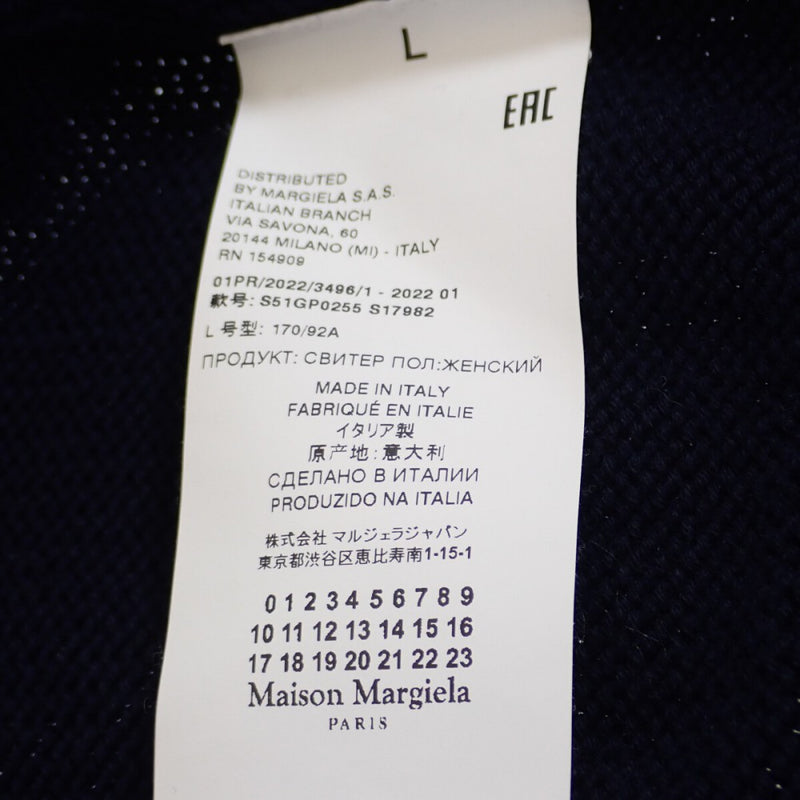 L
EAC
DISTRIBUTED
BY MARGIELA S.A.S.
ITALIAN BRANCH
VIA SAVONA, 60
20144 MILANO (MI) - ITALY
RN 154909
01PR/2022/3496/1 - 2022 01
款号: S51GP0255 S17982
L 号型: 170/92A
ПРОДУКТ: СВИТЕР ПОЛ:ЖЕНСКИЙ
MADE IN ITALY
FABRIQUÉ EN ITALIE
イタリア製
原产地:意大利
СДЕЛАНО В ИТАЛИИ
PRODUZIDO NA ITALIA
株式会社 マルジェラジャパン
東京都渋谷区恵比寿南1-15-1
0 1 2 3 4 5 6 7 8 9
10 11 12 13 14 15 16
17 18 19 20 21 22 23
Maison Margiela
PARIS